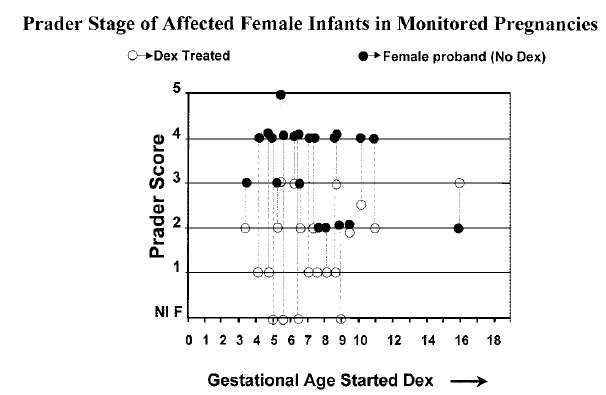 Prader Stage of Affected Female Infants in Monitored Pregnancies
Dex Treated
Female proband (No Dex)
5
4
3
2
1
NI F
Prader Score
0 1 2 3 4 5 6 7 8 9 10 11 12 14 16 18
Gestational Age Started Dex